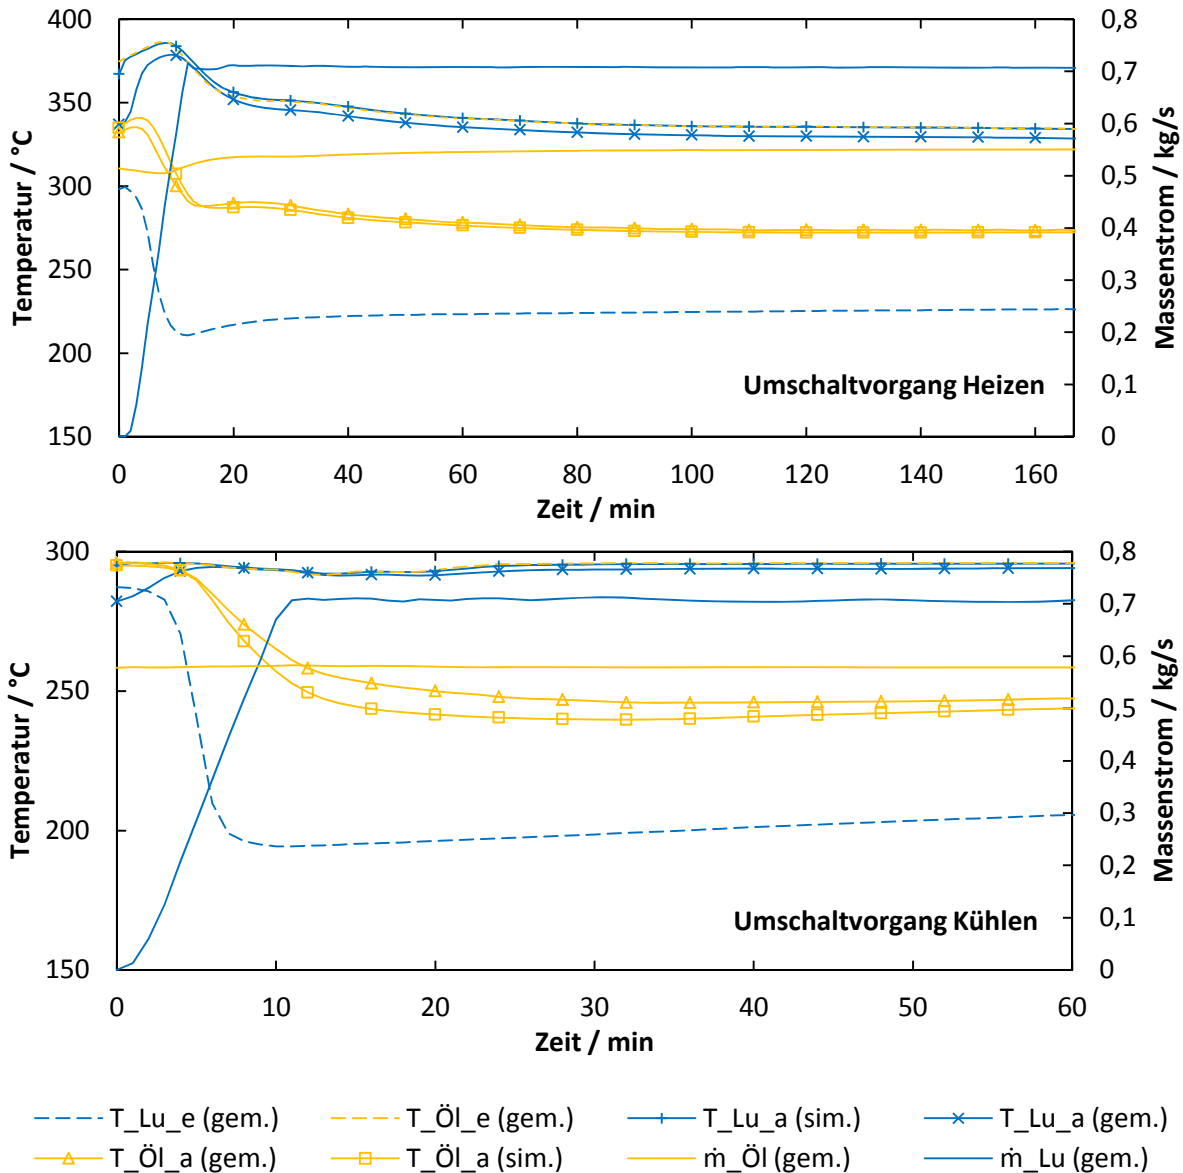 400
350
300
250
200
150
Temperatur / °C
0,8
0,7
0,6
0,5
0,4
0,3
0,2
0,1
0
Massenstrom / kg/s
Umschaltvorgang Heizen
0 20 40 60 80 100 120 140 160
Zeit / min
300
250
200
150
Temperatur / °C
0,8
0,7
0,6
0,5
0,4
0,3
0,2
0,1
0
Massenstrom / kg/s
Umschaltvorgang Kühlen
0 10 20 30 40 50 60
Zeit / min
T_Lu_e (gem.) T_Öl_e (gem.) T_Lu_a (sim.) T_Lu_a (gem.)
T_Öl_a (gem.) T_Öl_a (sim.) ṁ_Öl (gem.) ṁ_Lu (gem.)